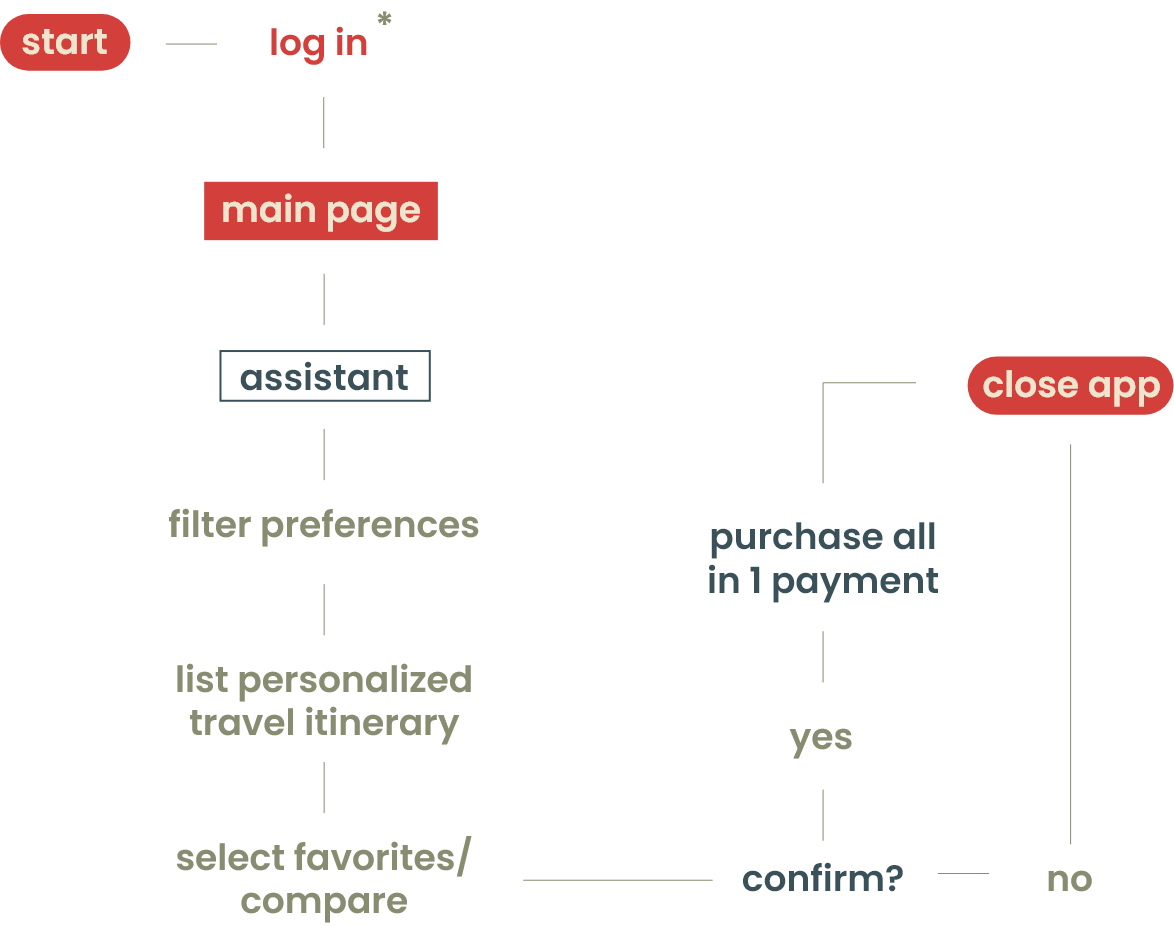 start
log in *
main page
assistant
filter preferences
list personalized
travel itinerary
select favorites/
compare
confirm?
yes
purchase all
in 1 payment
no
close app